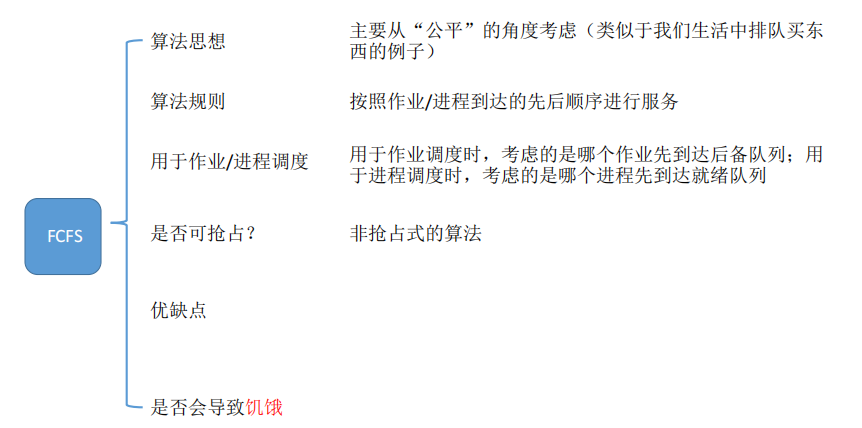 算法思想
主要从“公平”的角度考虑（类似于我们生活中排队买东
西的例子）
算法规则
按照作业/进程到达的先后顺序进行服务
用于作业/进程调度
用于作业调度时，考虑的是哪个作业先到达后备队列；用
于进程调度时，考虑的是哪个进程先到达就绪队列
FCFS
是否可抢占？
非抢占式的算法
优缺点
是否会导致饥饿